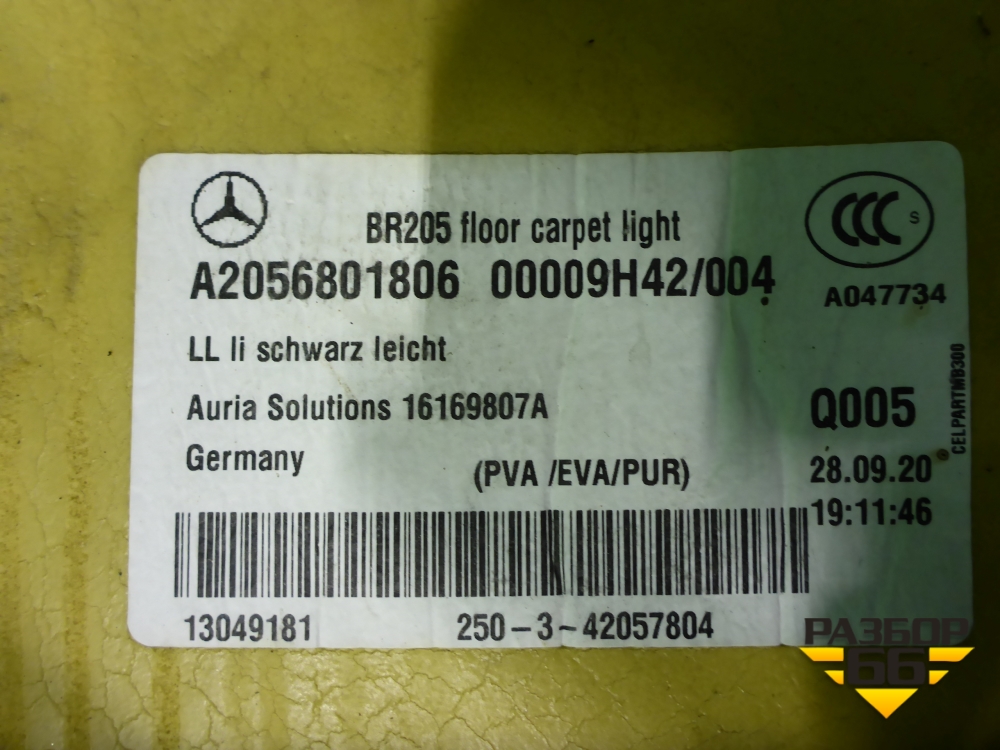 BR205 floor carpet light
CCC S
A2056801806 00009H42/004
A047734
LL li schwarz leicht
Auria Solutions 16169807A
Q005
CELPARTMB300
Germany
(PVA /EVA/PUR)
28.09.20
19:11:46
13049181
250-3-42057804
РАЗБОР
66